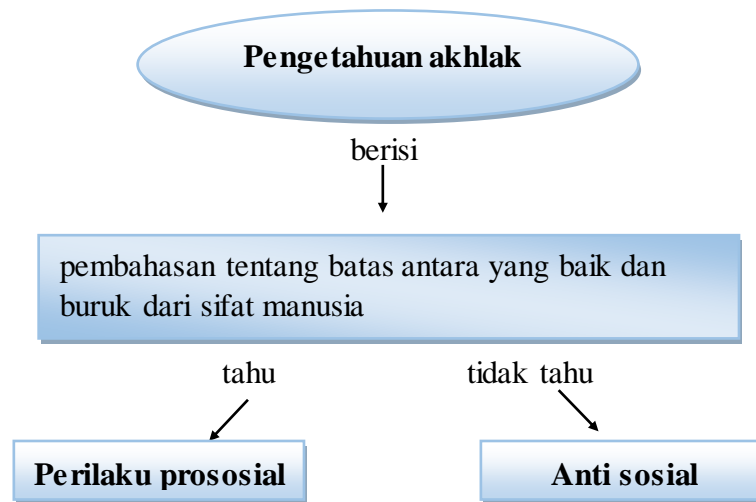 Pengetahuan akhlak
berisi
pembahasan tentang batas antara yang baik dan
buruk dari sifat manusia
tahu
tidak tahu
Perilaku prososial
Anti sosial